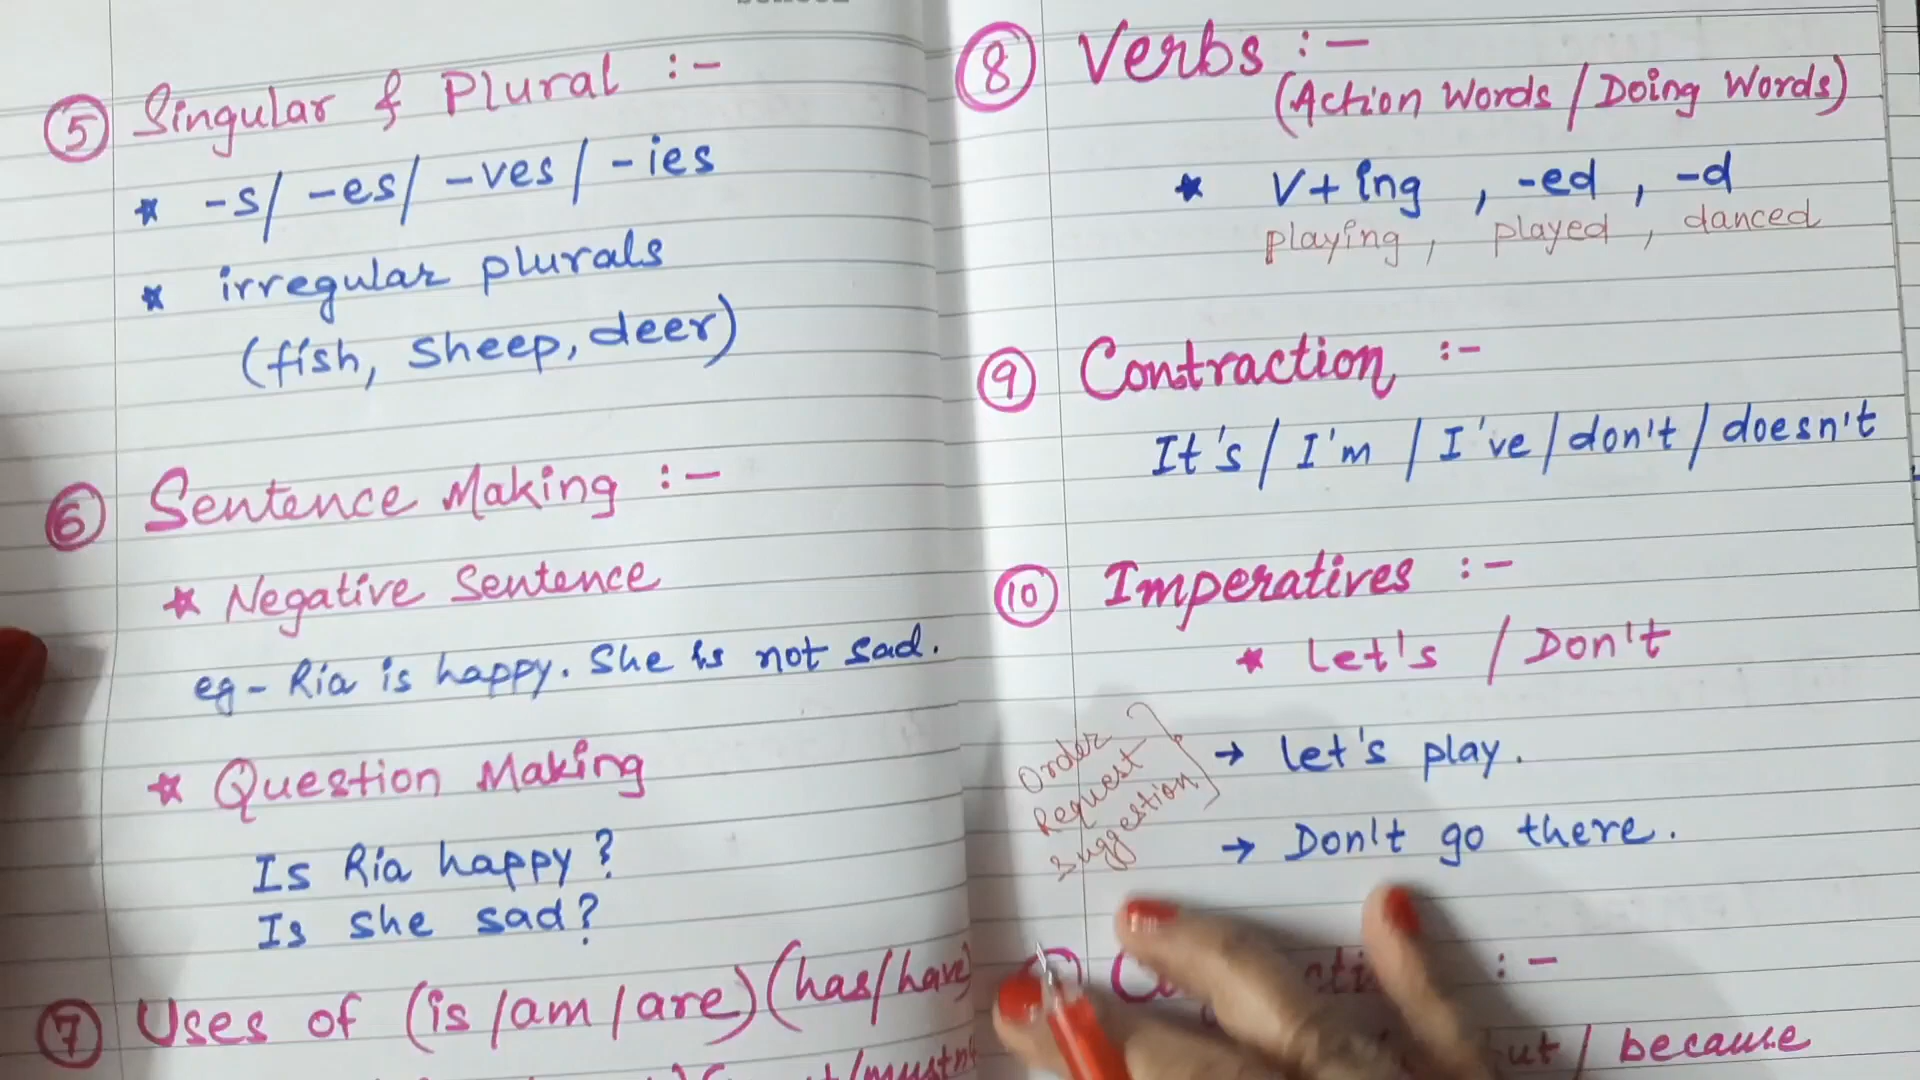 ⑤ Singular & Plural :-
* -s/ -es/ -ves/ -ies
* irregular plurals
(fish, sheep, deer)
⑥ Sentence Making :-
* Negative Sentence
eg - Ria is happy. She is not sad.
* Question Making
Is Ria happy?
Is she sad?
⑦ Uses of (is/am/are) (has/have)
⑧ Verbs :-
(Action Words / Doing Words)
* V+ing , -ed , -d
playing, played, danced
⑨ Contraction :-
It's / I'm / I've / don't / doesn't
⑩ Imperatives :-
* Let's / Don't
Order
Request
Suggestion
→ Let's play.
→ Don't go there.
:-
/ because